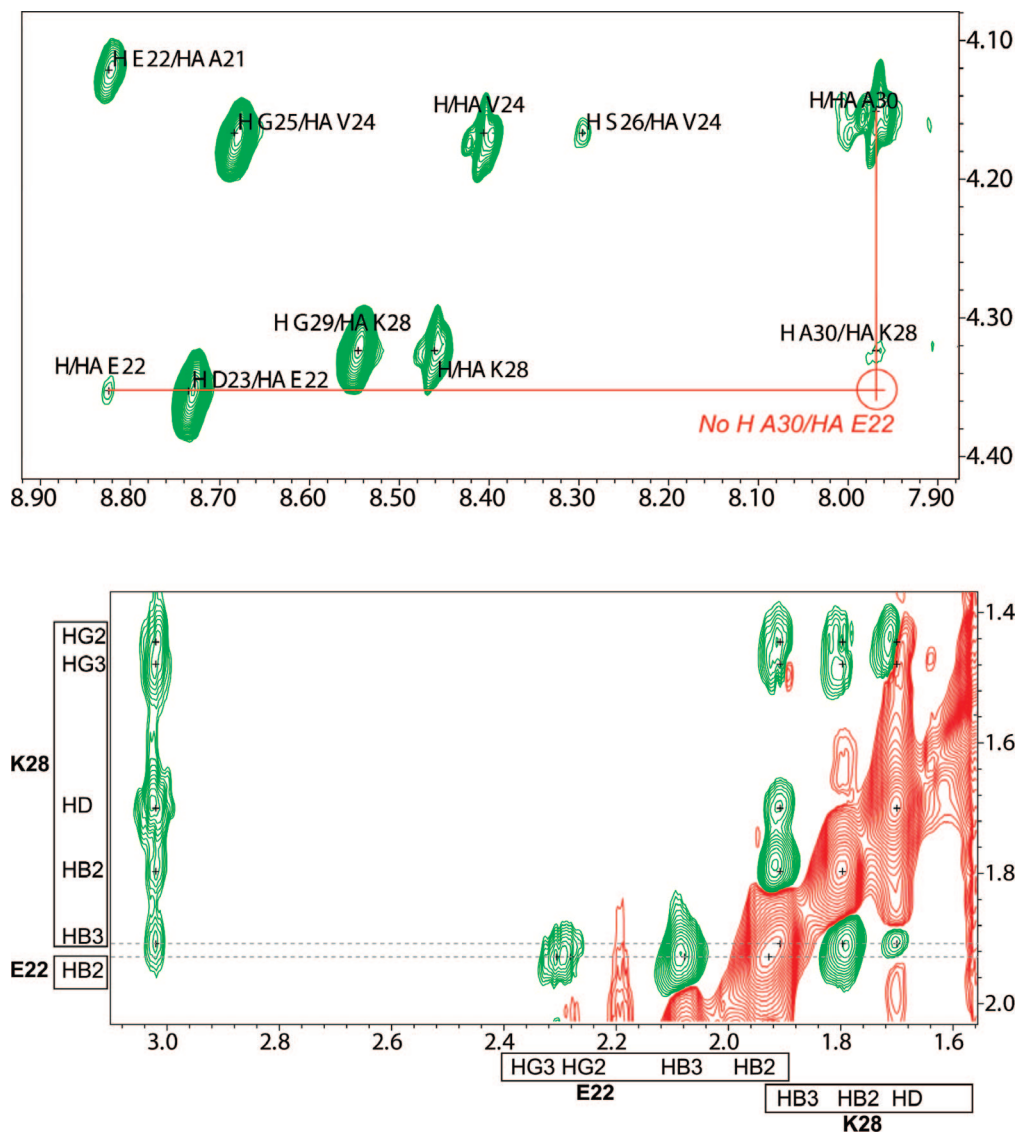 4.10
H E22/HA A21
H G25/HA V24
H/HA V24
H S26/HA V24
H/HA A30
4.20
4.30
H G29/HA K28
H/HA K28
H A30/HA K28
H/HA E22
H D23/HA E22
No H A30/HA E22
4.40
8.90 8.80 8.70 8.60 8.50 8.40 8.30 8.20 8.10 8.00 7.90
HG2
HG3
K28
HD
HB2
HB3
E22
HB2
1.4
1.6
1.8
2.0
3.0 2.8 2.6 2.4 2.2 2.0 1.8 1.6
HG3 HG2 HB3 HB2
E22
HB3 HB2 HD
K28